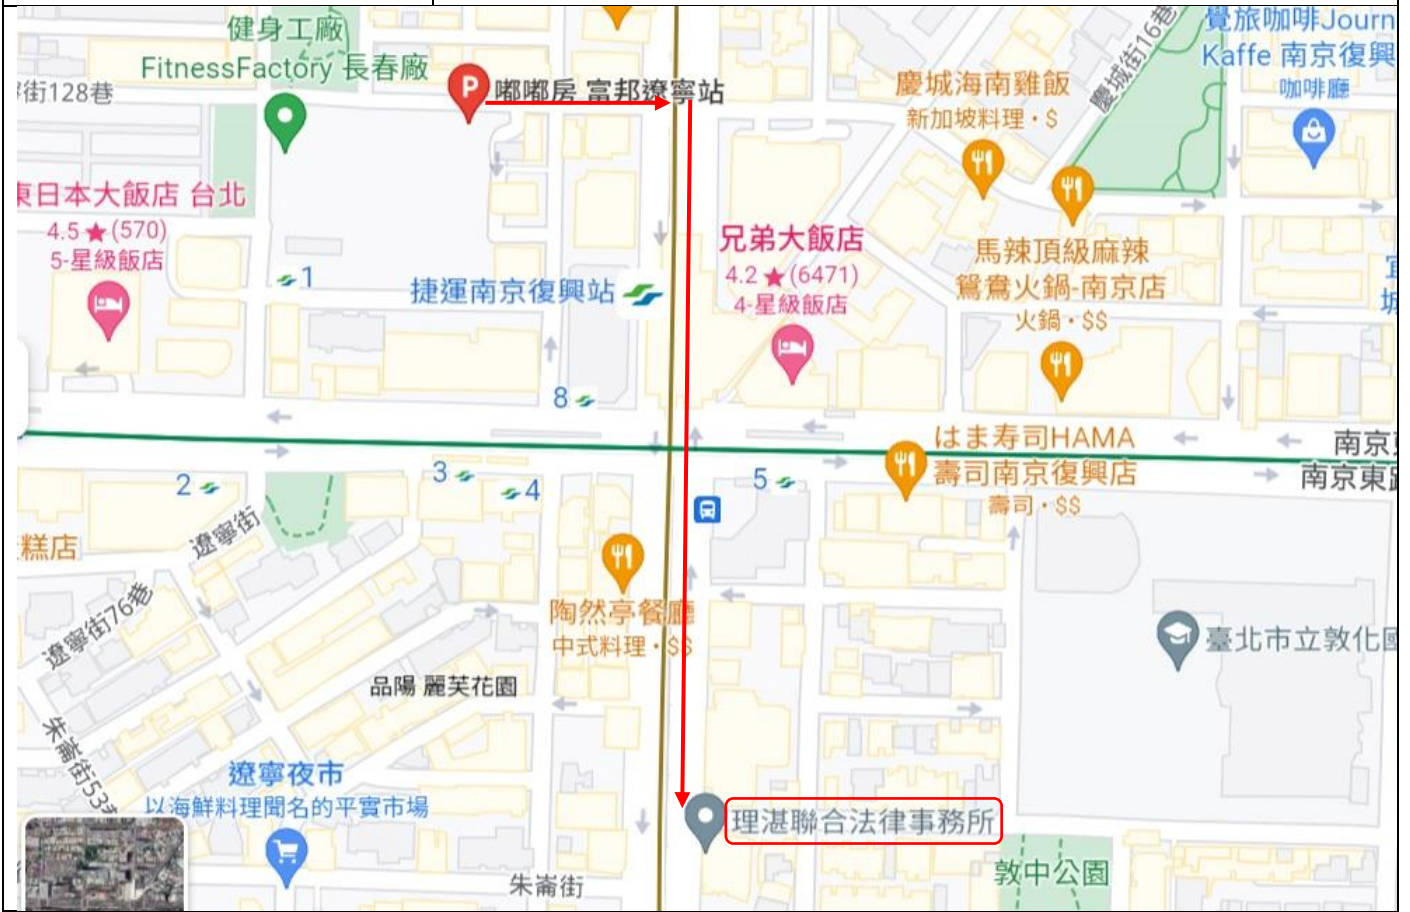 健身工廠
FitnessFactory 長春廠
街128巷
嘟嘟房 富邦遼寧站
慶城海南雞飯
新加坡料理・$
慶城街16巷
覺旅咖啡Journ
Kaffe 南京復興
咖啡廳
東日本大飯店 台北
4.5 ★ (570)
5-星級飯店
1
捷運南京復興站
兄弟大飯店
4.2 ★ (6471)
4-星級飯店
馬辣頂級麻辣
鴛鴦火鍋-南京店
火鍋・$$
8
はま寿司HAMA
壽司南京復興店
壽司・$$
南京東
南京東路
2
3
4
5
遼寧街
糕店
遼寧街76巷
陶然亭餐廳
中式料理・$$
臺北市立敦化國
品陽 麗芙花園
朱崙街53
遼寧夜市
以海鮮料理聞名的平實市場
理湛聯合法律事務所
朱崙街
敦中公園